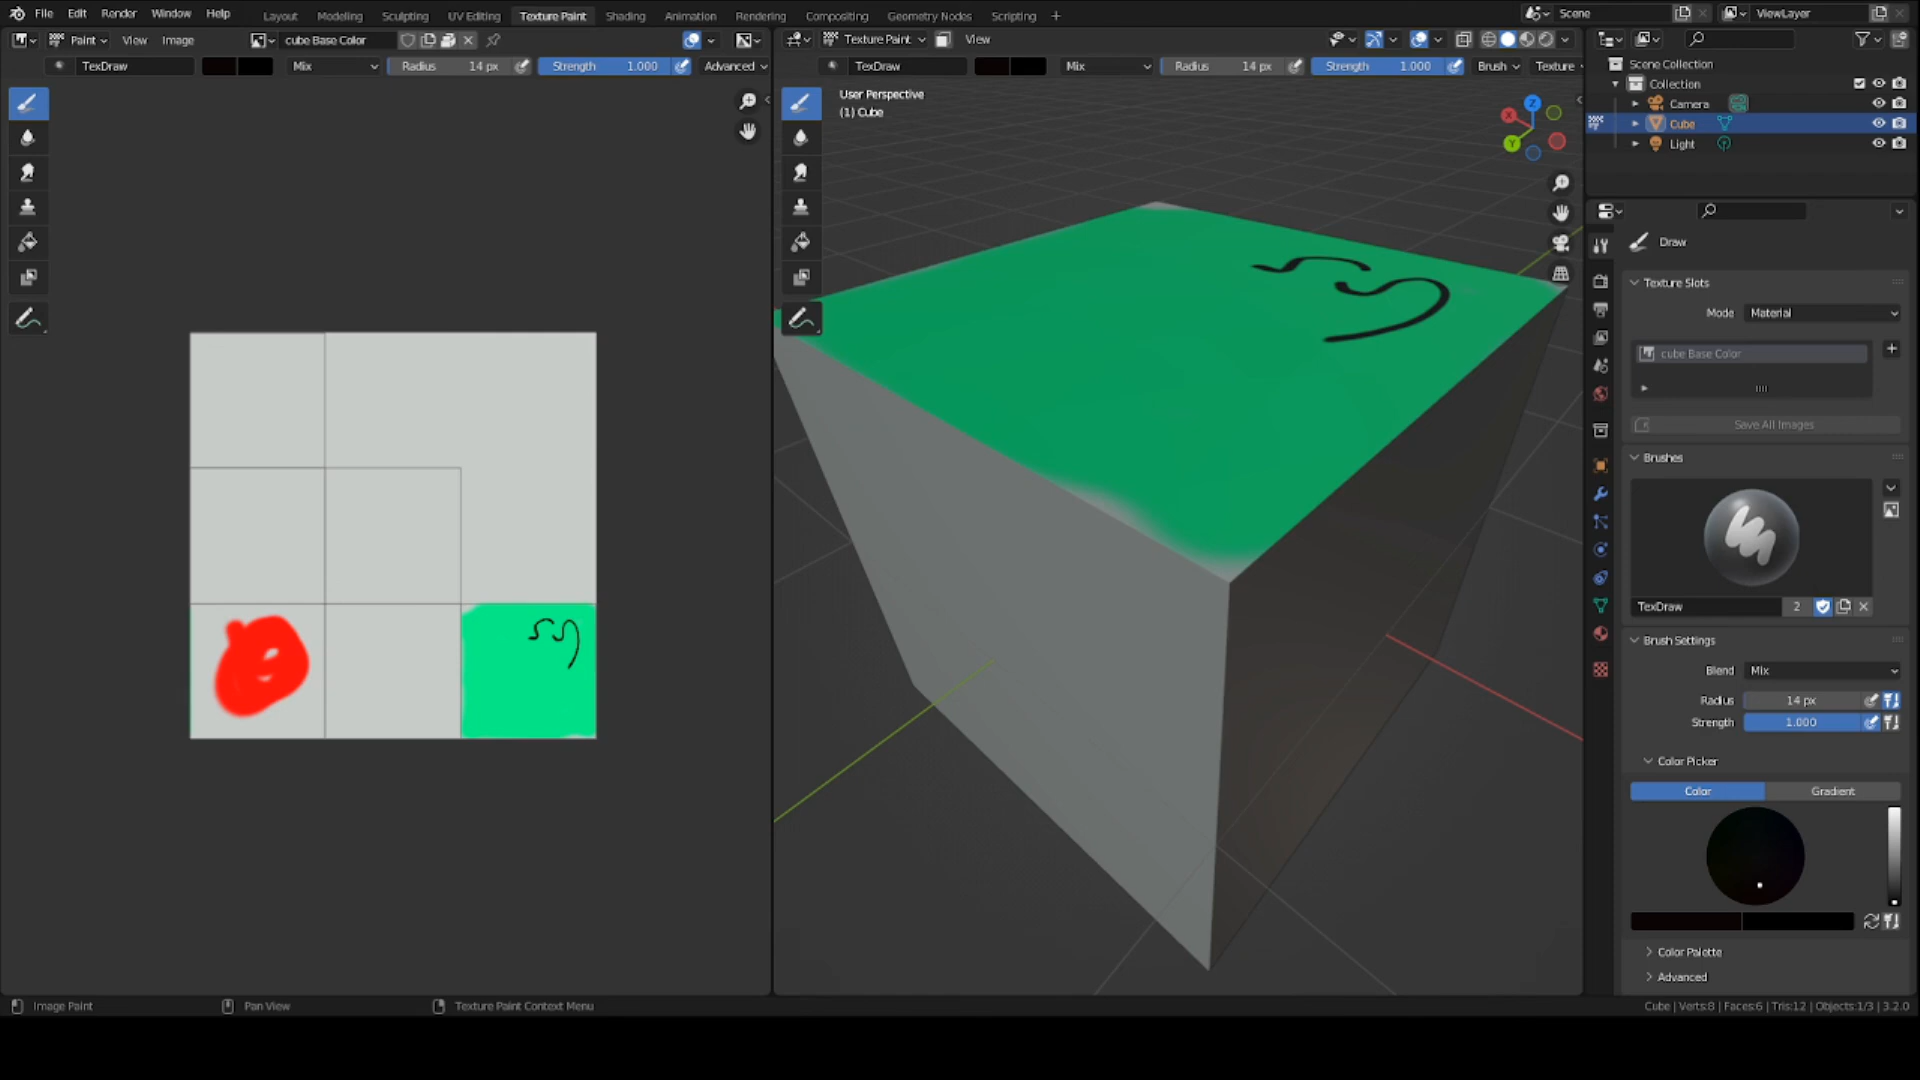 File Edit Render Window Help Layout Modeling Sculpting UV Editing Texture Paint Shading Animation Rendering Compositing Geometry Nodes Scripting + Scene ViewLayer
Paint View Image cube Base Color Texture Paint View
TexDraw Mix Radius 14 px Strength 1.000 Advanced TexDraw Mix Radius 14 px Strength 1.000 Brush Texture
Scene Collection
Collection
Camera
Cube
Light
User Perspective
(1) Cube
Z
X
Y
Draw
Texture Slots
Mode Material
cube Base Color
Save All Images
Brushes
TexDraw 2
Brush Settings
Blend Mix
Radius 14 px
Strength 1.000
Color Picker
Color Gradient
Color Palette
Advanced
Image Paint Pan View Texture Paint Context Menu Cube | Verts:8 | Faces:6 | Tris:12 | Objects:1/3 | 3.2.0